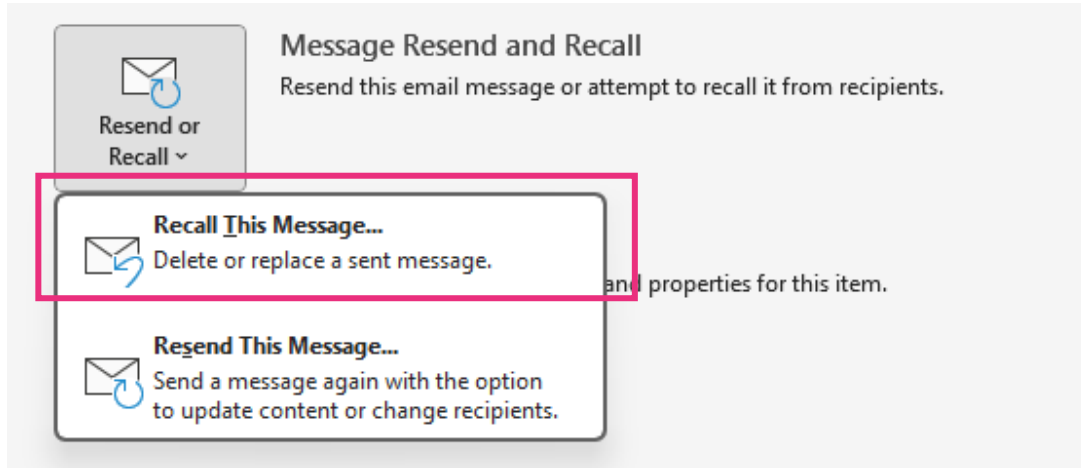 Message Resend and Recall
Resend this email message or attempt to recall it from recipients.
Resend or
Recall
Recall This Message...
Delete or replace a sent message.
and properties for this item.
Resend This Message...
Send a message again with the option
to update content or change recipients.